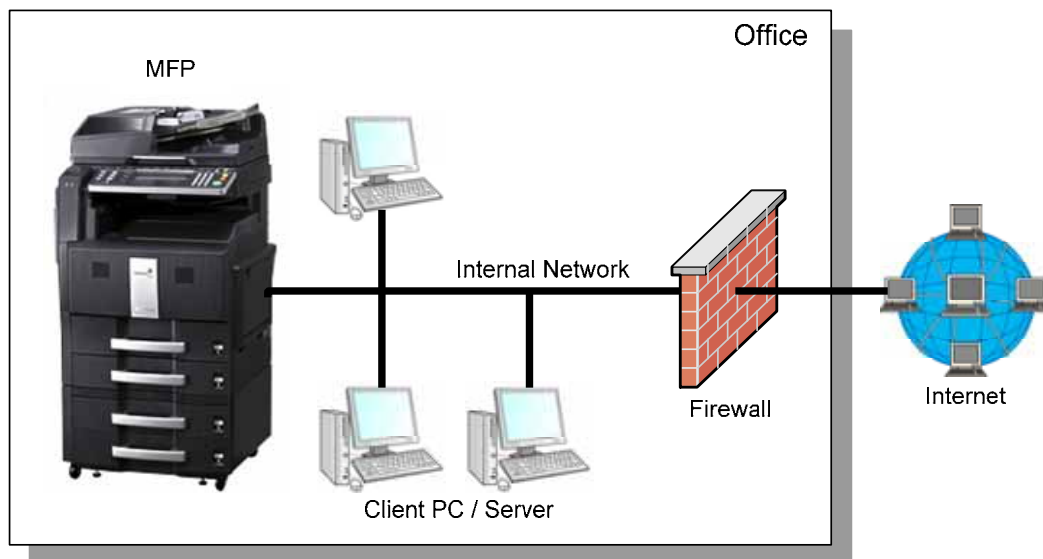 Office
MFP
Internal Network
Firewall
Internet
Client PC / Server